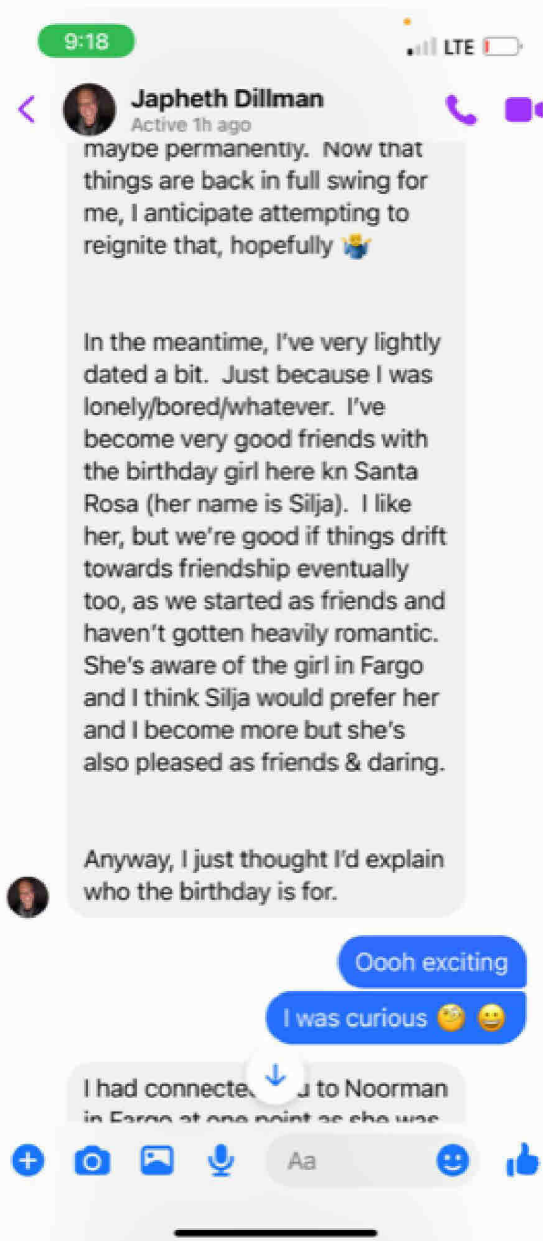 9:18
LTE
Japheth Dillman
Active 1h ago
maybe permanently. Now that
things are back in full swing for
me, I anticipate attempting to
reignite that, hopefully 🤷‍♂️
In the meantime, I've very lightly
dated a bit. Just because I was
lonely/bored/whatever. I've
become very good friends with
the birthday girl here kn Santa
Rosa (her name is Silja). I like
her, but we're good if things drift
towards friendship eventually
too, as we started as friends and
haven't gotten heavily romantic.
She's aware of the girl in Fargo
and I think Silja would prefer her
and I become more but she's
also pleased as friends & daring.
Anyway, I just thought I'd explain
who the birthday is for.
Oooh exciting
I was curious 🧐 😀
I had to Noorman
in Fargo at one point as she was
Aa